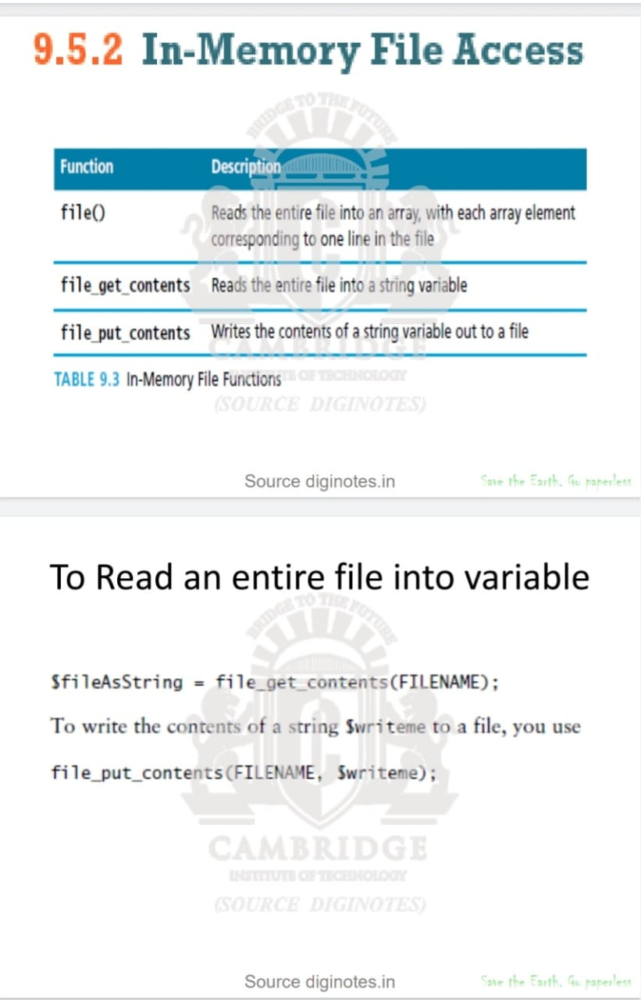 9.5.2 In-Memory File Access
BRIDGE TO THE FUTURE
Function Description
file() Reads the entire file into an array, with each array element
corresponding to one line in the file
file_get_contents Reads the entire file into a string variable
file_put_contents Writes the contents of a string variable out to a file
C
CAMBRIDGE
INSTITUTE OF TECHNOLOGY
TABLE 9.3 In-Memory File Functions
(SOURCE DIGINOTES)
Source diginotes.in
Save the Earth. Go paperless
To Read an entire file into variable
BRIDGE TO THE FUTURE
$fileAsString = file_get_contents(FILENAME);
To write the contents of a string $writeme to a file, you use
file_put_contents(FILENAME, $writeme);
C
CAMBRIDGE
INSTITUTE OF TECHNOLOGY
(SOURCE DIGINOTES)
Source diginotes.in
Save the Earth. Go paperless